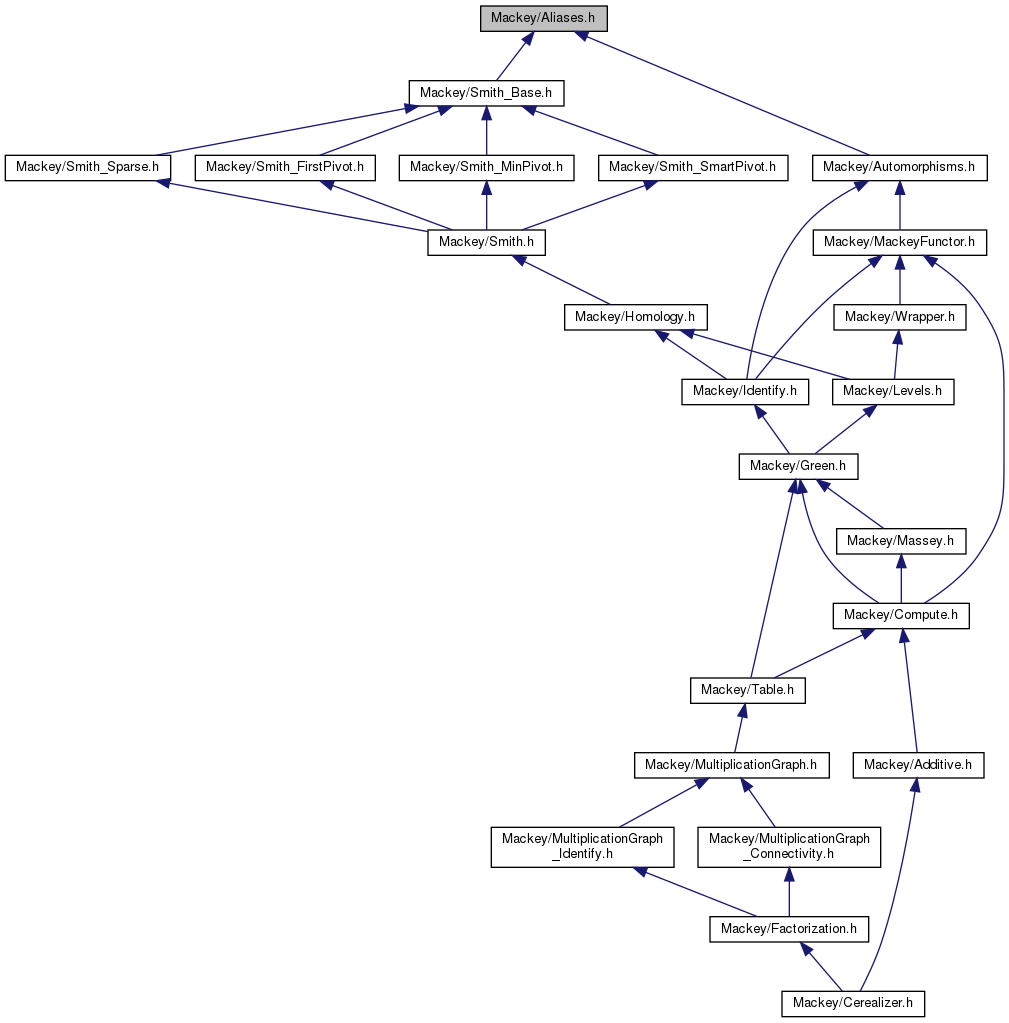 Mackey/Aliases.h
Mackey/Smith_Base.h
Mackey/Smith_Sparse.h
Mackey/Smith_FirstPivot.h
Mackey/Smith_MinPivot.h
Mackey/Smith_SmartPivot.h
Mackey/Automorphisms.h
Mackey/Smith.h
Mackey/MackeyFunctor.h
Mackey/Homology.h
Mackey/Wrapper.h
Mackey/Identify.h
Mackey/Levels.h
Mackey/Green.h
Mackey/Massey.h
Mackey/Compute.h
Mackey/Table.h
Mackey/MultiplicationGraph.h
Mackey/Additive.h
Mackey/MultiplicationGraph
_Identify.h
Mackey/MultiplicationGraph
_Connectivity.h
Mackey/Factorization.h
Mackey/Cerealizer.h